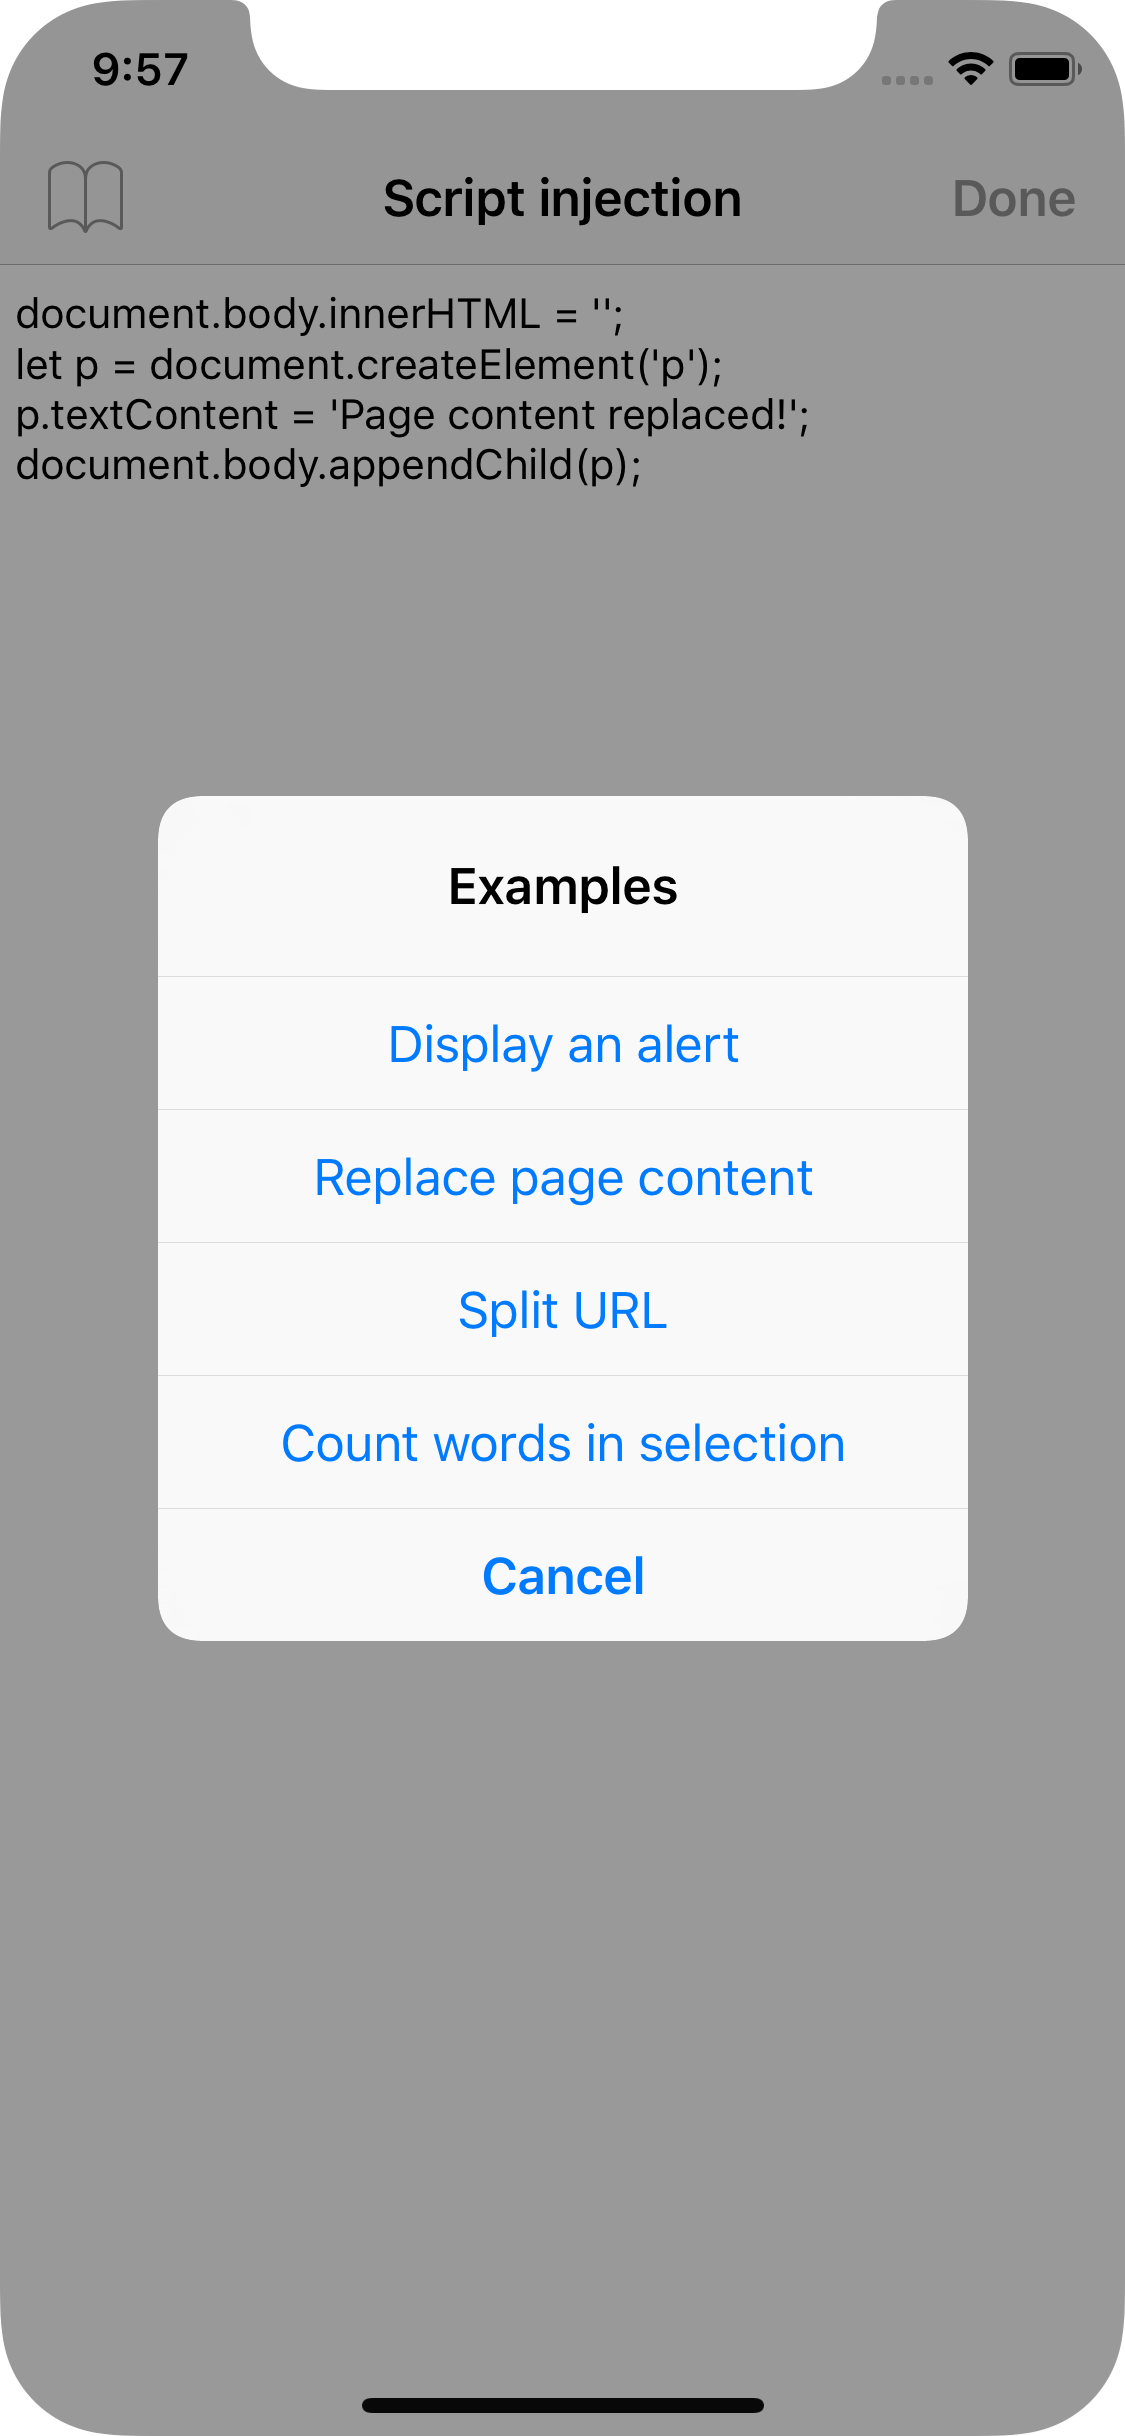 9:57
Script injection
Done
document.body.innerHTML = '';
let p = document.createElement('p');
p.textContent = 'Page content replaced!';
document.body.appendChild(p);
Examples
Display an alert
Replace page content
Split URL
Count words in selection
Cancel